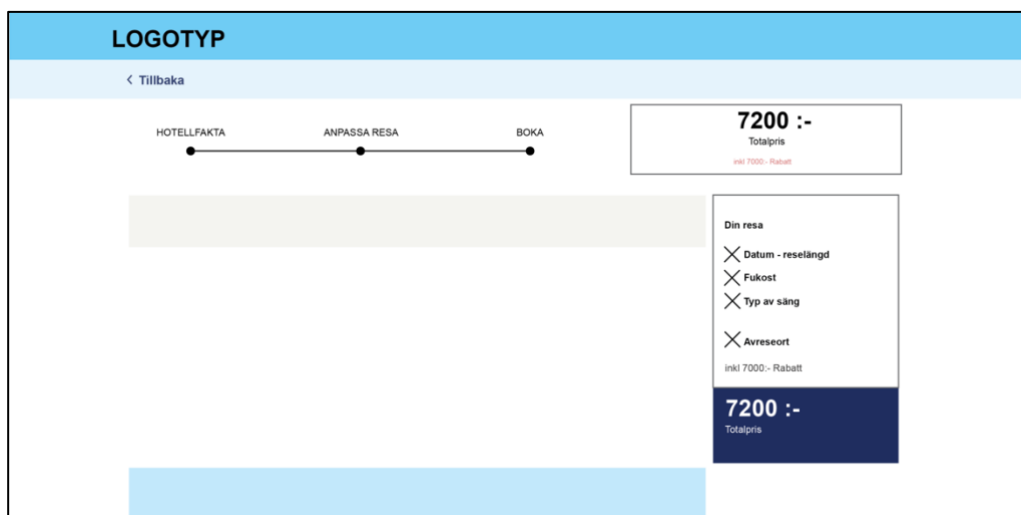 LOGOTYP
< Tillbaka
HOTELLFAKTA
ANPASSA RESA
BOKA
7200 :-
Totalpris
inkl 7000:- Rabatt
Din resa
Datum - reselängd
Fukost
Typ av säng
Avreseort
inkl 7000:- Rabatt
7200 :-
Totalpris